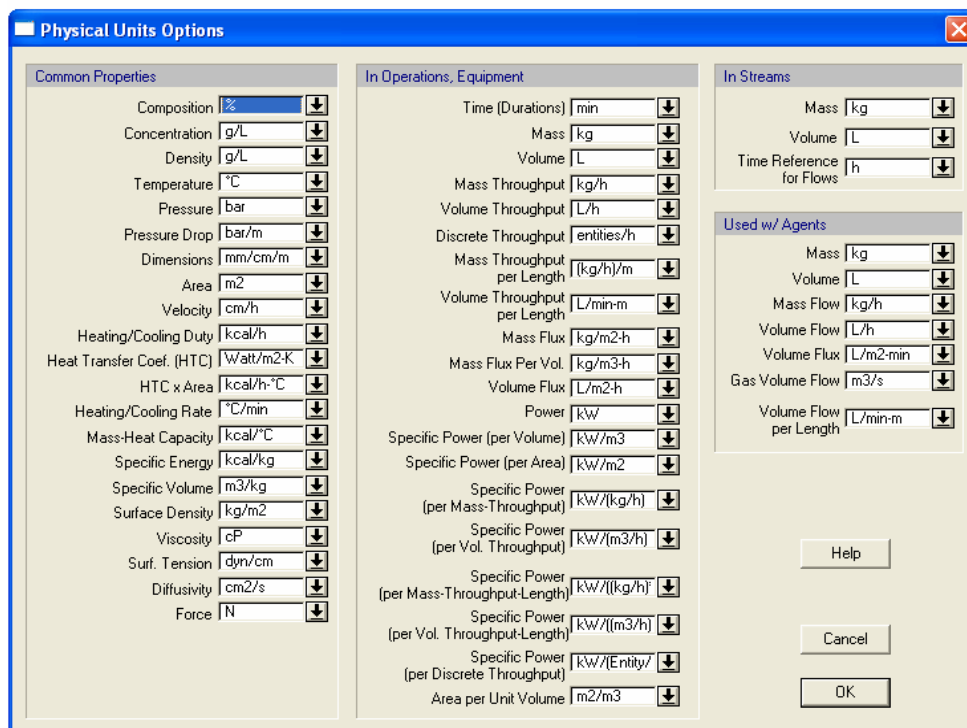 Physical Units Options
Common Properties
Composition %
Concentration g/L
Density g/L
Temperature °C
Pressure bar
Pressure Drop bar/m
Dimensions mm/cm/m
Area m2
Velocity cm/h
Heating/Cooling Duty kcal/h
Heat Transfer Coef. (HTC) Watt/m2-K
HTC x Area kcal/h-°C
Heating/Cooling Rate °C/min
Mass-Heat Capacity kcal/°C
Specific Energy kcal/kg
Specific Volume m3/kg
Surface Density kg/m2
Viscosity cP
Surf. Tension dyn/cm
Diffusivity cm2/s
Force N
In Operations, Equipment
Time (Durations) min
Mass kg
Volume L
Mass Throughput kg/h
Volume Throughput L/h
Discrete Throughput entities/h
Mass Throughput
per Length (kg/h)/m
Volume Throughput
per Length L/min-m
Mass Flux kg/m2-h
Mass Flux Per Vol. kg/m3-h
Volume Flux L/m2-h
Power kW
Specific Power (per Volume) kW/m3
Specific Power (per Area) kW/m2
Specific Power
(per Mass-Throughput) kW/(kg/h)
Specific Power
(per Vol. Throughput) kW/(m3/h)
Specific Power
(per Mass-Throughput-Length) kW/((kg/h)*
Specific Power
(per Vol. Throughput-Length) kW/((m3/h)
Specific Power
(per Discrete Throughput) kW/(Entity/
Area per Unit Volume m2/m3
In Streams
Mass kg
Volume L
Time Reference
for Flows h
Used w/ Agents
Mass kg
Volume L
Mass Flow kg/h
Volume Flow L/h
Volume Flux L/m2-min
Gas Volume Flow m3/s
Volume Flow
per Length L/min-m
Help
Cancel
OK